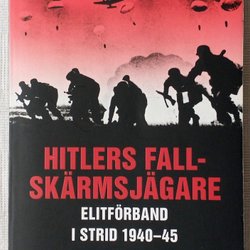 HITLERS FALL-
SKÄRMSJÄGARE
ELITFÖRBAND
I STRID 1940–45